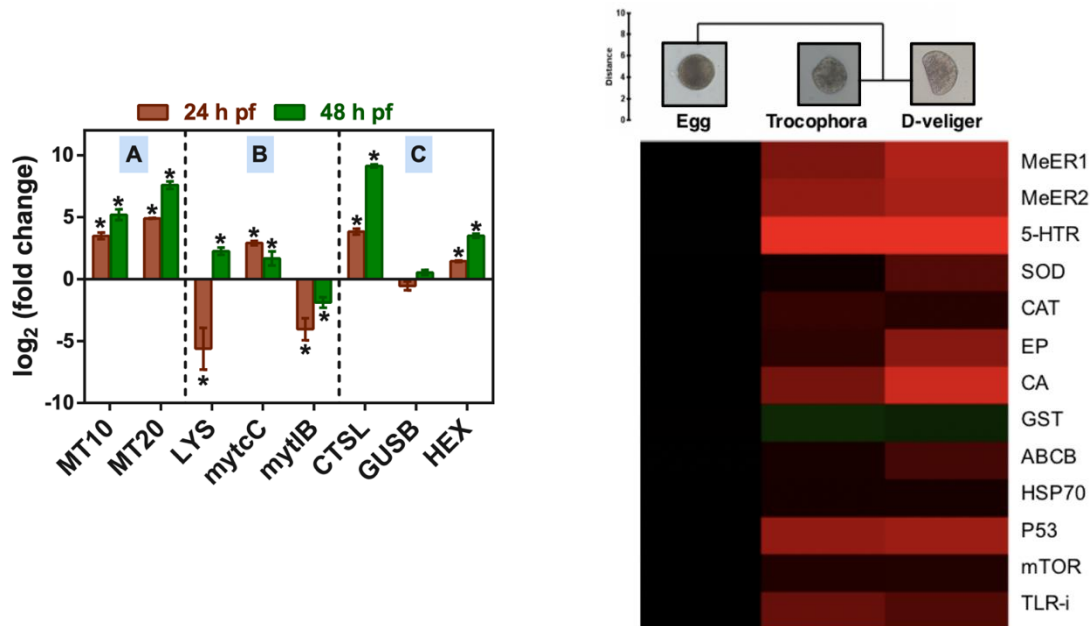 24 h pf 48 h pf
A B C
log2 (fold change)
10
5
0
-5
-10
* * * * * * * * * * * * *
MT10 MT20 LYS mytcC mytlB CTSL GUSB HEX
Distance
10
8
6
4
2
0
Egg Trocophora D-veliger
MeER1
MeER2
5-HTR
SOD
CAT
EP
CA
GST
ABCB
HSP70
P53
mTOR
TLR-i